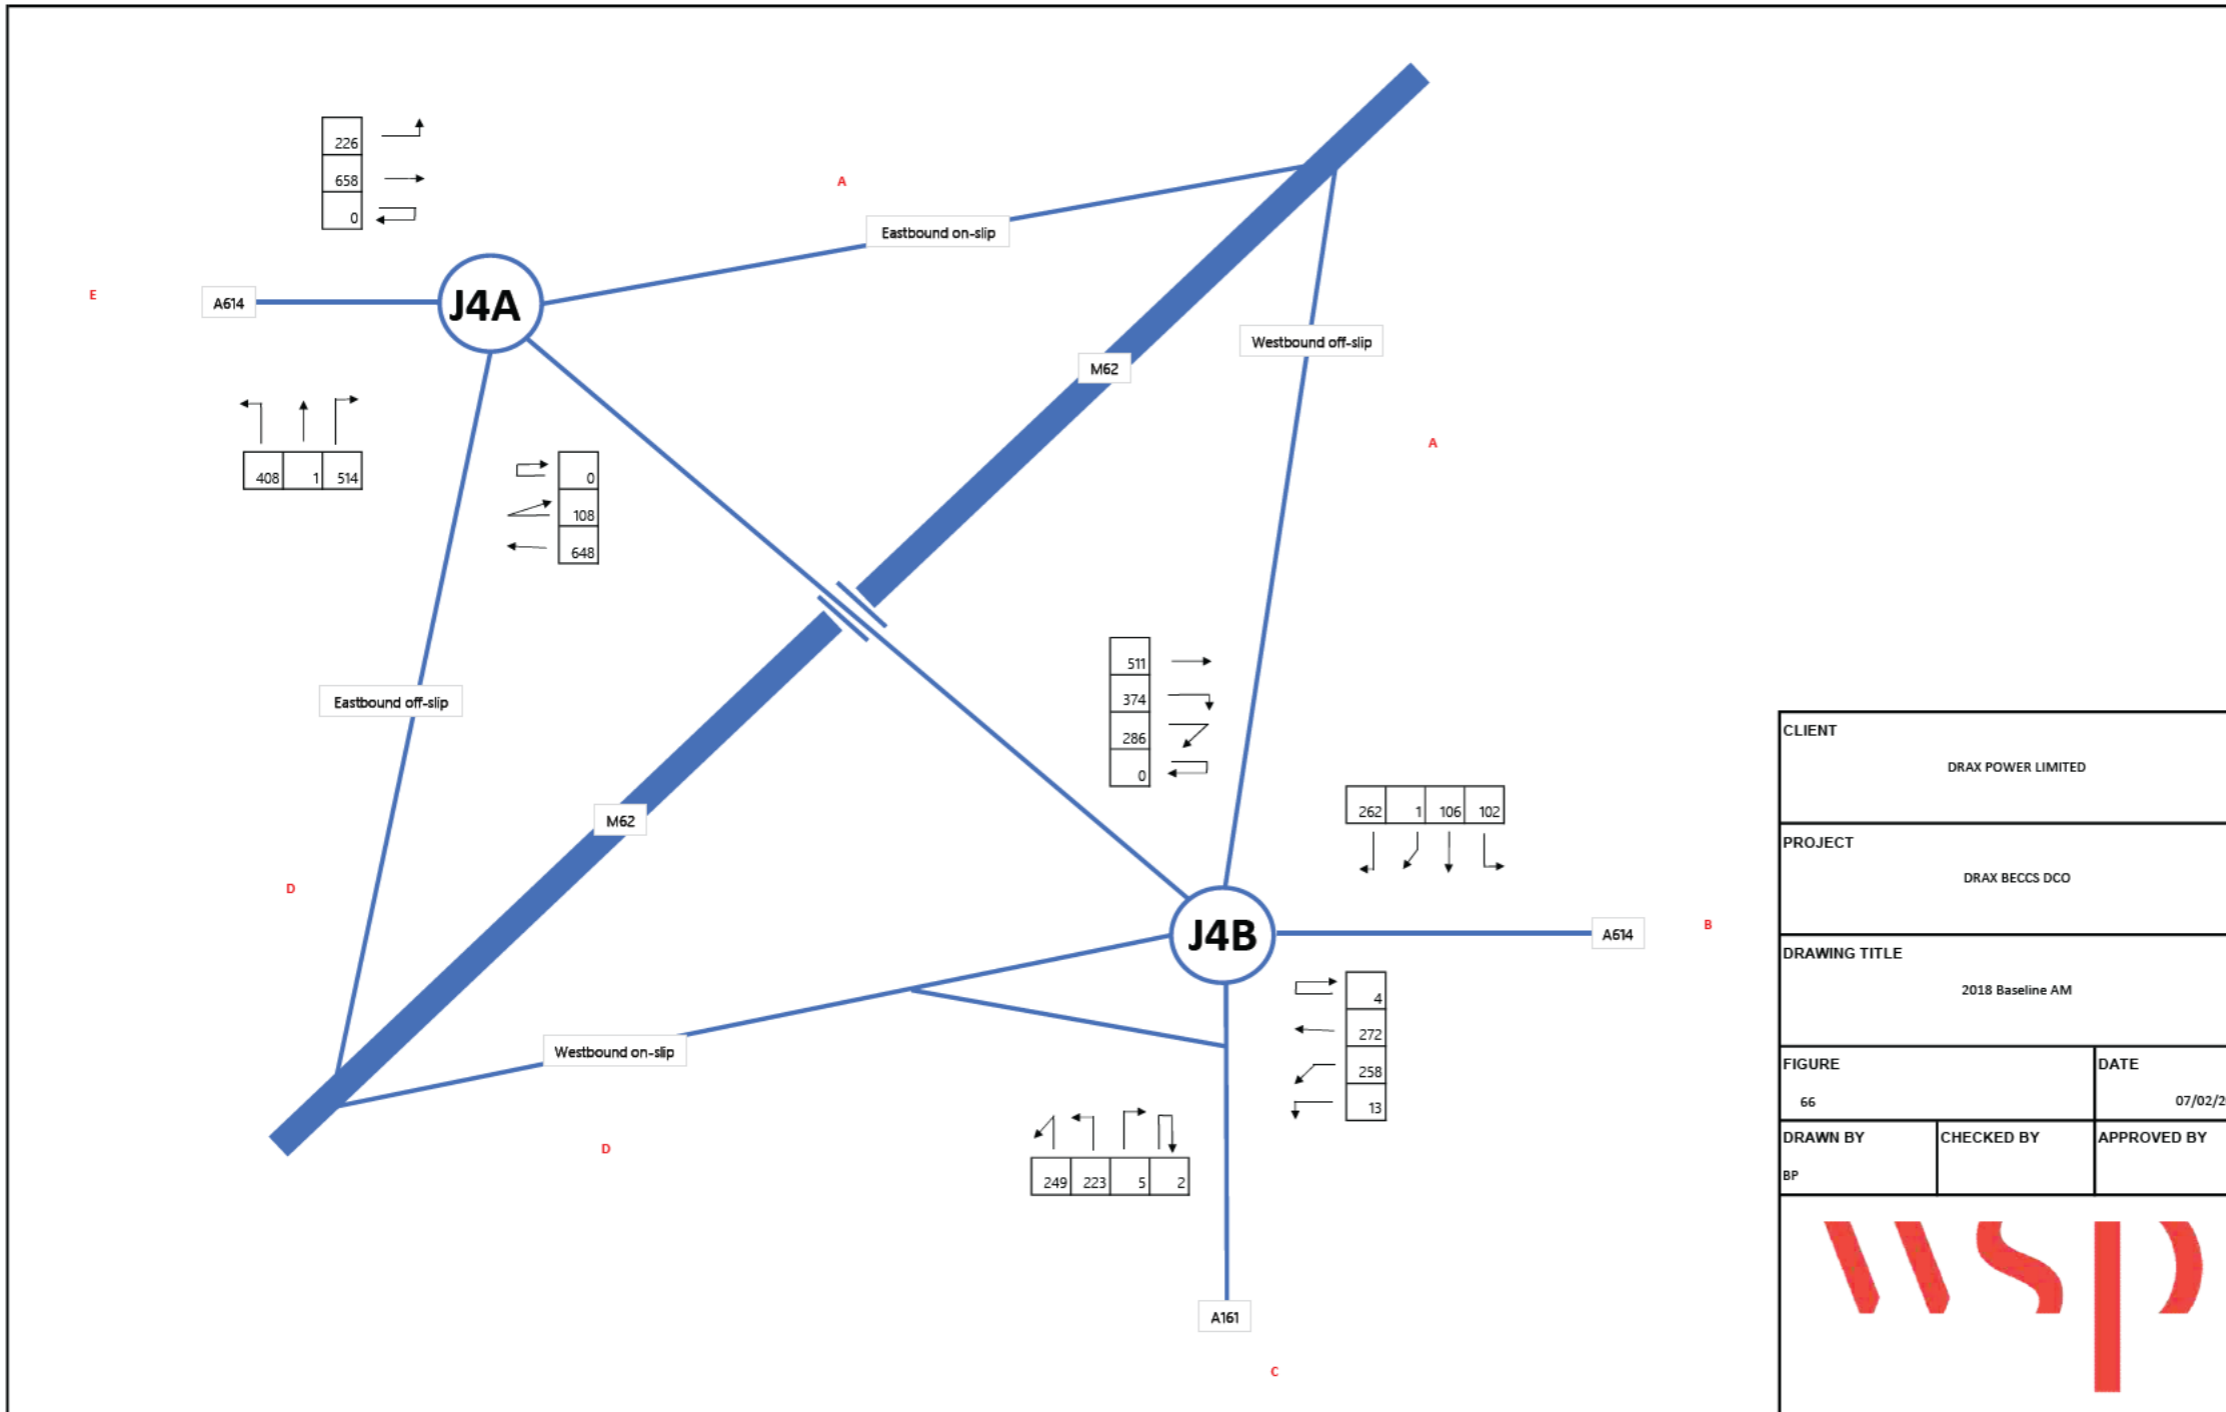 226
658
0
A
Eastbound on-slip
E
A614
J4A
Westbound off-slip
M62
A
408 1 514
0
108
648
511
374
286
0
Eastbound off-slip
262 1 106 102
M62
D
J4B
A614
B
4
272
258
13
Westbound on-slip
D
249 223 5 2
A161
C
CLIENT
DRAX POWER LIMITED
PROJECT
DRAX BECCS DCO
DRAWING TITLE
2018 Baseline AM
FIGURE DATE
66 07/02/2
DRAWN BY CHECKED BY APPROVED BY
BP
wsp